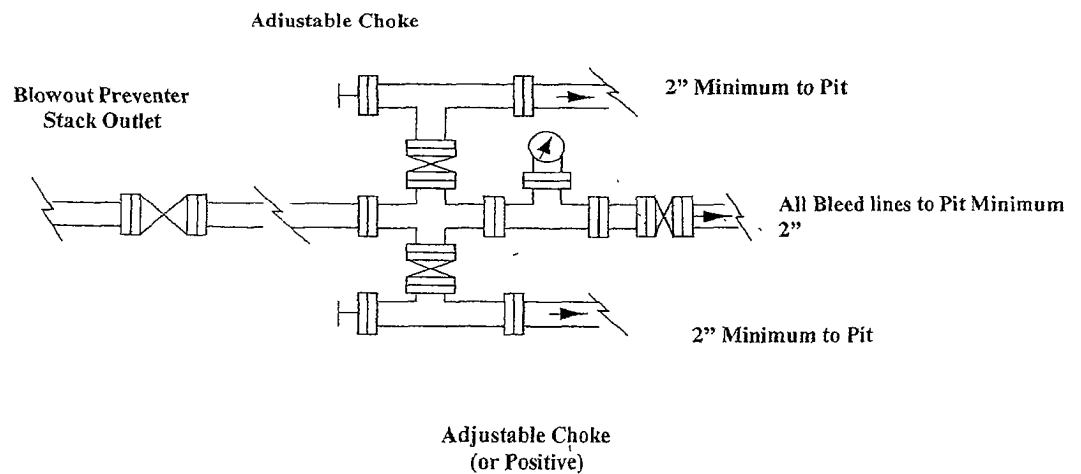 Adjustable Choke
2” Minimum to Pit
Blowout Preventer
Stack Outlet
All Bleed lines to Pit Minimum
2”
2” Minimum to Pit
Adjustable Choke
(or Positive)